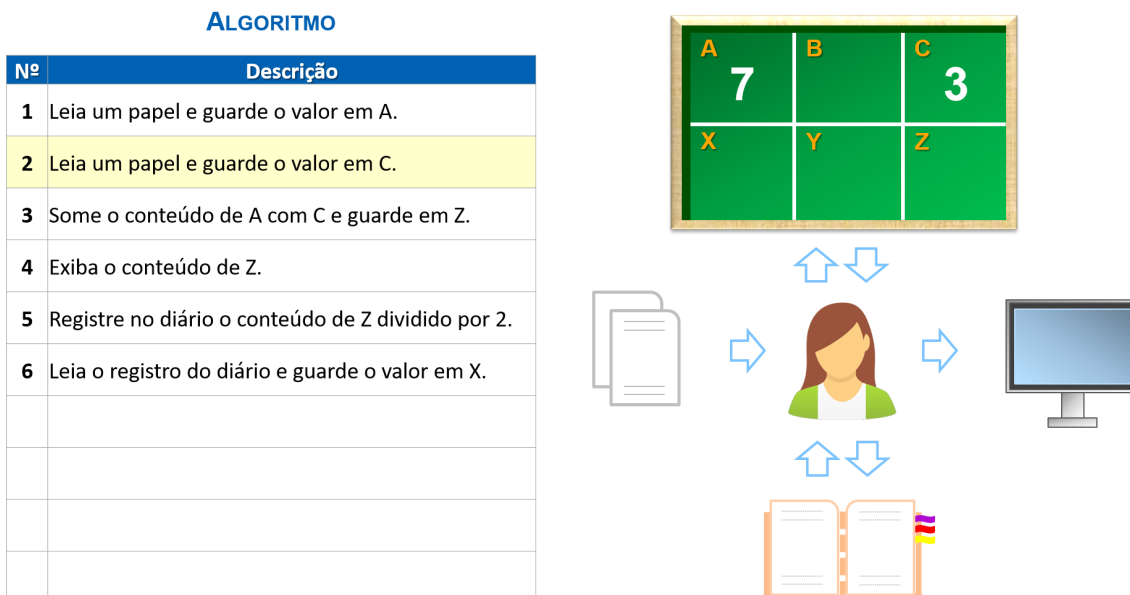 ALGORITMO
Nº Descrição
1 Leia um papel e guarde o valor em A.
2 Leia um papel e guarde o valor em C.
3 Some o conteúdo de A com C e guarde em Z.
4 Exiba o conteúdo de Z.
5 Registre no diário o conteúdo de Z dividido por 2.
6 Leia o registro do diário e guarde o valor em X.
A B C
7 3
X Y Z